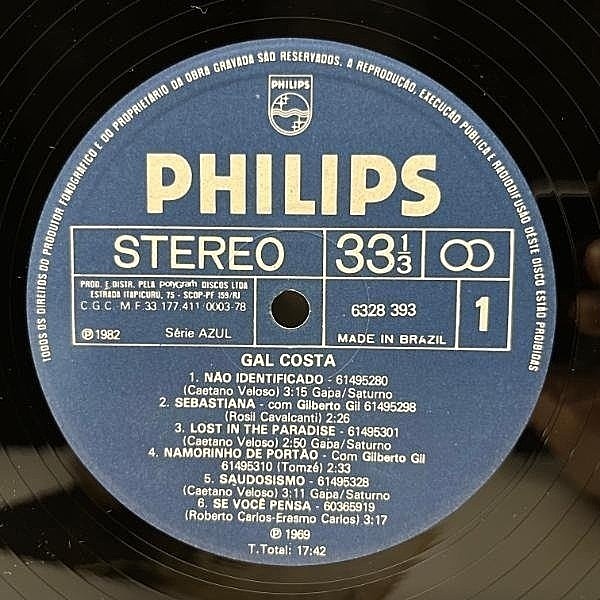 TODOS OS DIREITOS DO PRODUTOR FONOGRÁFICO E DO PROPRIETÁRIO DA OBRA GRAVADA SÃO RESERVADOS. A REPRODUÇÃO, EXECUÇÃO PÚBLICA E RADIODIFUSÃO DÊSTE DISCO ESTÃO PROIBIDAS
PHILIPS
PHILIPS
STEREO 33 1/3
PROD. E DISTR. PELA polygram DISCOS LTDA
ESTRADA ITAPICURU, 75 - SCDP-PF 159/RJ
C.G.C. M.F. 33 177.411 0003-78
6328 393
1
℗ 1982 Série AZUL
MADE IN BRAZIL
GAL COSTA
1. NÃO IDENTIFICADO - 61495280
(Caetano Veloso) 3:15 Gapa/Saturno
2. SEBASTIANA - com Gilberto Gil 61495298
(Rosil Cavalcanti) 2:26
3. LOST IN THE PARADISE - 61495301
(Caetano Veloso) 2:50 Gapa/Saturno
4. NAMORINHO DE PORTÃO - Com Gilberto Gil
61495310 (Tomzé) 2:33
5. SAUDOSISMO - 61495328
(Caetano Veloso) 3:11 Gapa/Saturno
6. SE VOCÊ PENSA - 60365919
(Roberto Carlos-Erasmo Carlos) 3:17
℗ 1969
T.Total: 17:42